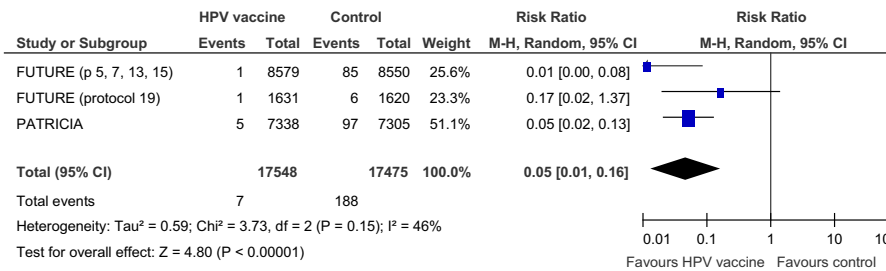 HPV vaccine Control Risk Ratio Risk Ratio
Study or Subgroup Events Total Events Total Weight M-H, Random, 95% CI M-H, Random, 95% CI
FUTURE (p 5, 7, 13, 15) 1 8579 85 8550 25.6% 0.01 [0.00, 0.08]
FUTURE (protocol 19) 1 1631 6 1620 23.3% 0.17 [0.02, 1.37]
PATRICIA 5 7338 97 7305 51.1% 0.05 [0.02, 0.13]
Total (95% CI) 17548 17475 100.0% 0.05 [0.01, 0.16]
Total events 7 188
Heterogeneity: Tau² = 0.59; Chi² = 3.73, df = 2 (P = 0.15); I² = 46%
Test for overall effect: Z = 4.80 (P < 0.00001)
0.01 0.1 1 10
Favours HPV vaccine Favours control